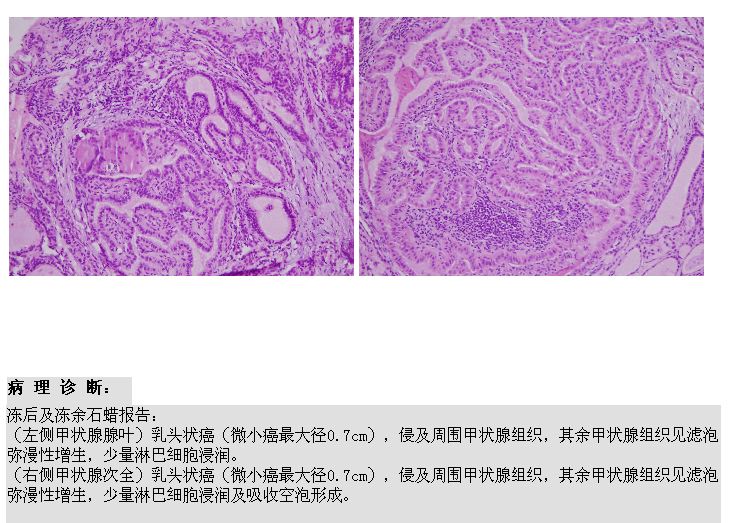 病 理 诊 断:
冻后及冻余石蜡报告:
(左侧甲状腺腺叶)乳头状癌(微小癌最大径0.7cm),侵及周围甲状腺组织,其余甲状腺组织见滤泡
弥漫性增生,少量淋巴细胞浸润。
(右侧甲状腺次全)乳头状癌(微小癌最大径0.7cm),侵及周围甲状腺组织,其余甲状腺组织见滤泡
弥漫性增生,少量淋巴细胞浸润及吸收空泡形成。